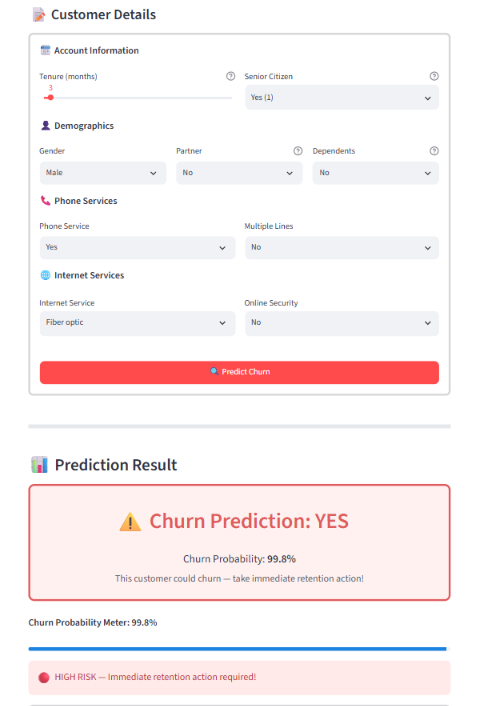 Customer Details
Account Information
Tenure (months)
Senior Citizen
3
Yes (1)
Demographics
Gender
Partner
Dependents
Male
No
No
Phone Services
Phone Service
Multiple Lines
Yes
No
Internet Services
Internet Service
Online Security
Fiber optic
No
Predict Churn
Prediction Result
Churn Prediction: YES
Churn Probability: 99.8%
This customer could churn — take immediate retention action!
Churn Probability Meter: 99.8%
HIGH RISK — Immediate retention action required!